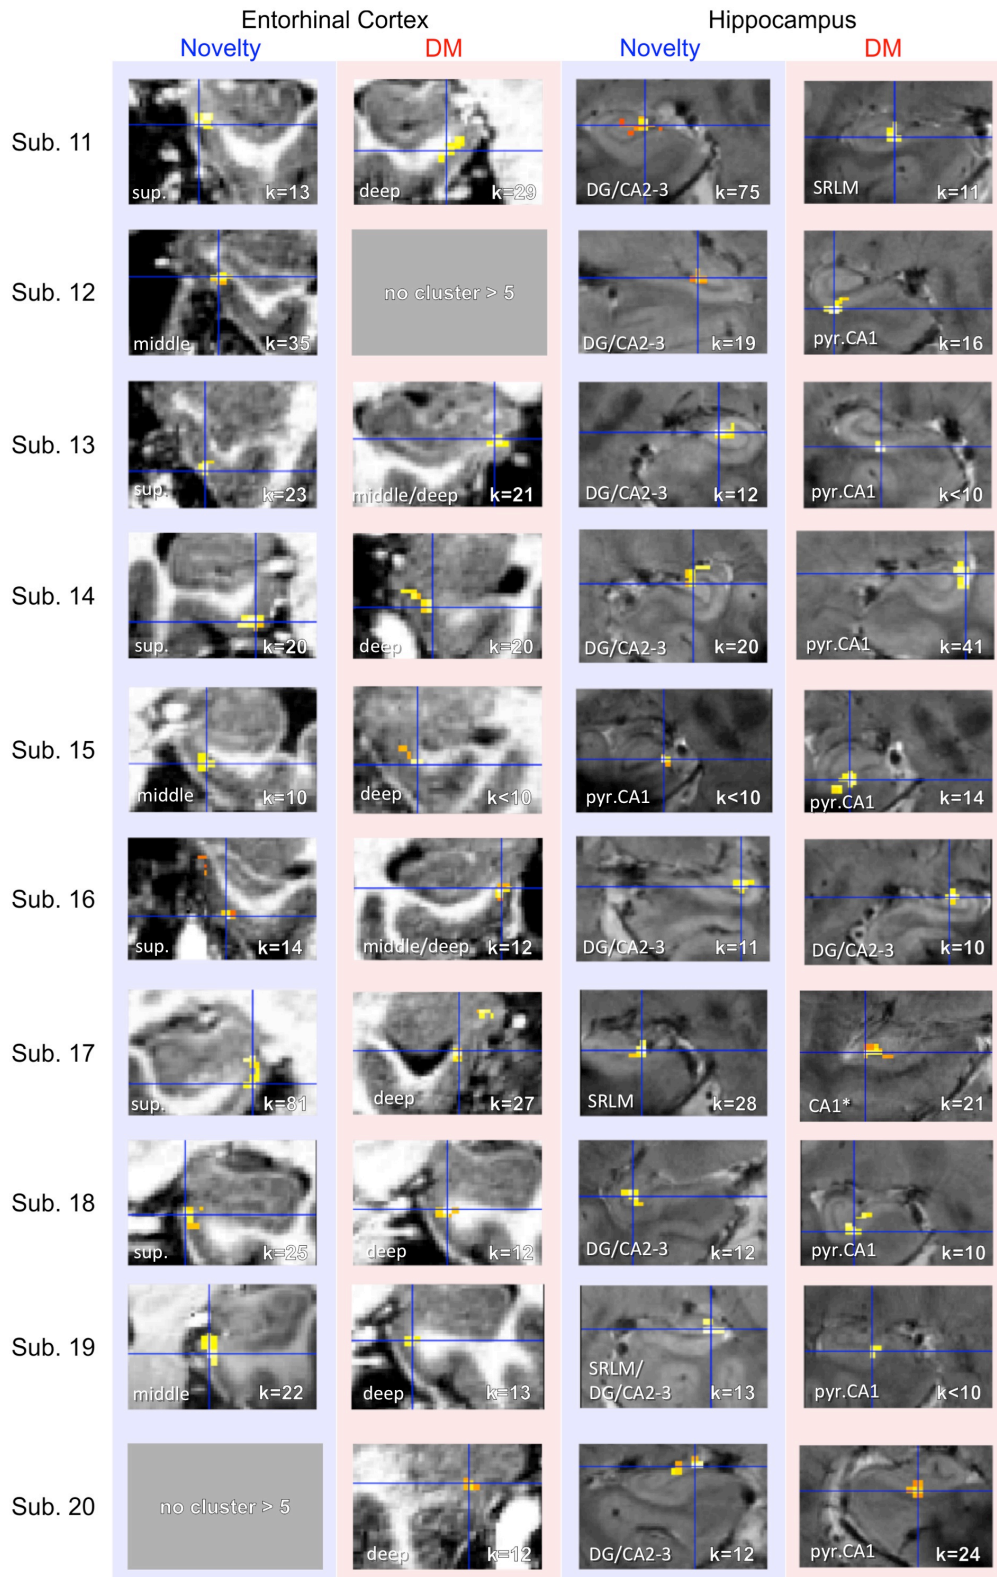 Entorhinal Cortex Hippocampus
Novelty DM Novelty DM
Sub. 11
sup. k=13
deep k=29
DG/CA2-3 k=75
SRLM k=11
Sub. 12
middle k=35
no cluster > 5
DG/CA2-3 k=19
pyr.CA1 k=16
Sub. 13
sup. k=23
middle/deep k=21
DG/CA2-3 k=12
pyr.CA1 k<10
Sub. 14
sup. k=20
deep k=20
DG/CA2-3 k=20
pyr.CA1 k=41
Sub. 15
middle k=10
deep k<10
pyr.CA1 k<10
pyr.CA1 k=14
Sub. 16
sup. k=14
middle/deep k=12
DG/CA2-3 k=11
DG/CA2-3 k=10
Sub. 17
sup. k=81
deep k=27
SRLM k=28
CA1* k=21
Sub. 18
sup. k=25
deep k=12
DG/CA2-3 k=12
pyr.CA1 k=10
Sub. 19
middle k=22
deep k=13
SRLM/
DG/CA2-3 k=13
pyr.CA1 k<10
Sub. 20
no cluster > 5
deep k=12
DG/CA2-3 k=12
pyr.CA1 k=24